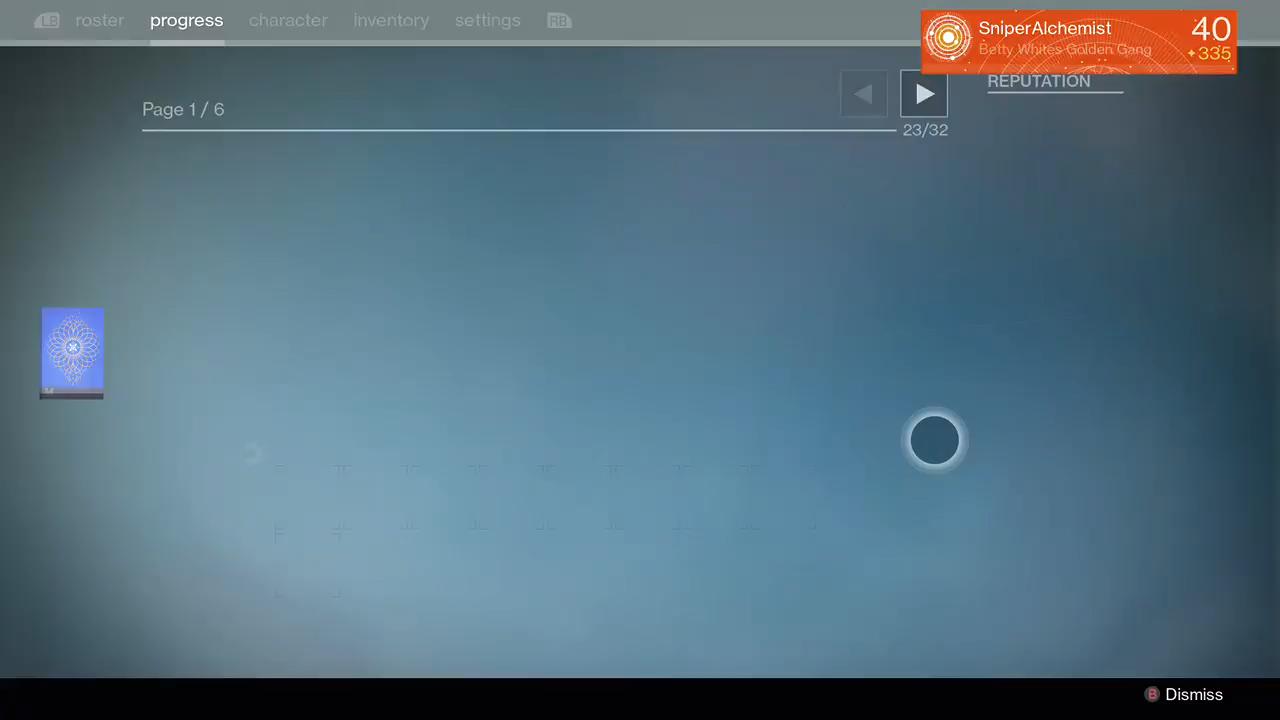 LB roster progress character inventory settings RB
SniperAlchemist 40
Betty Whites Golden Gang 335
REPUTATION
Page 1 / 6
23/32
B Dismiss